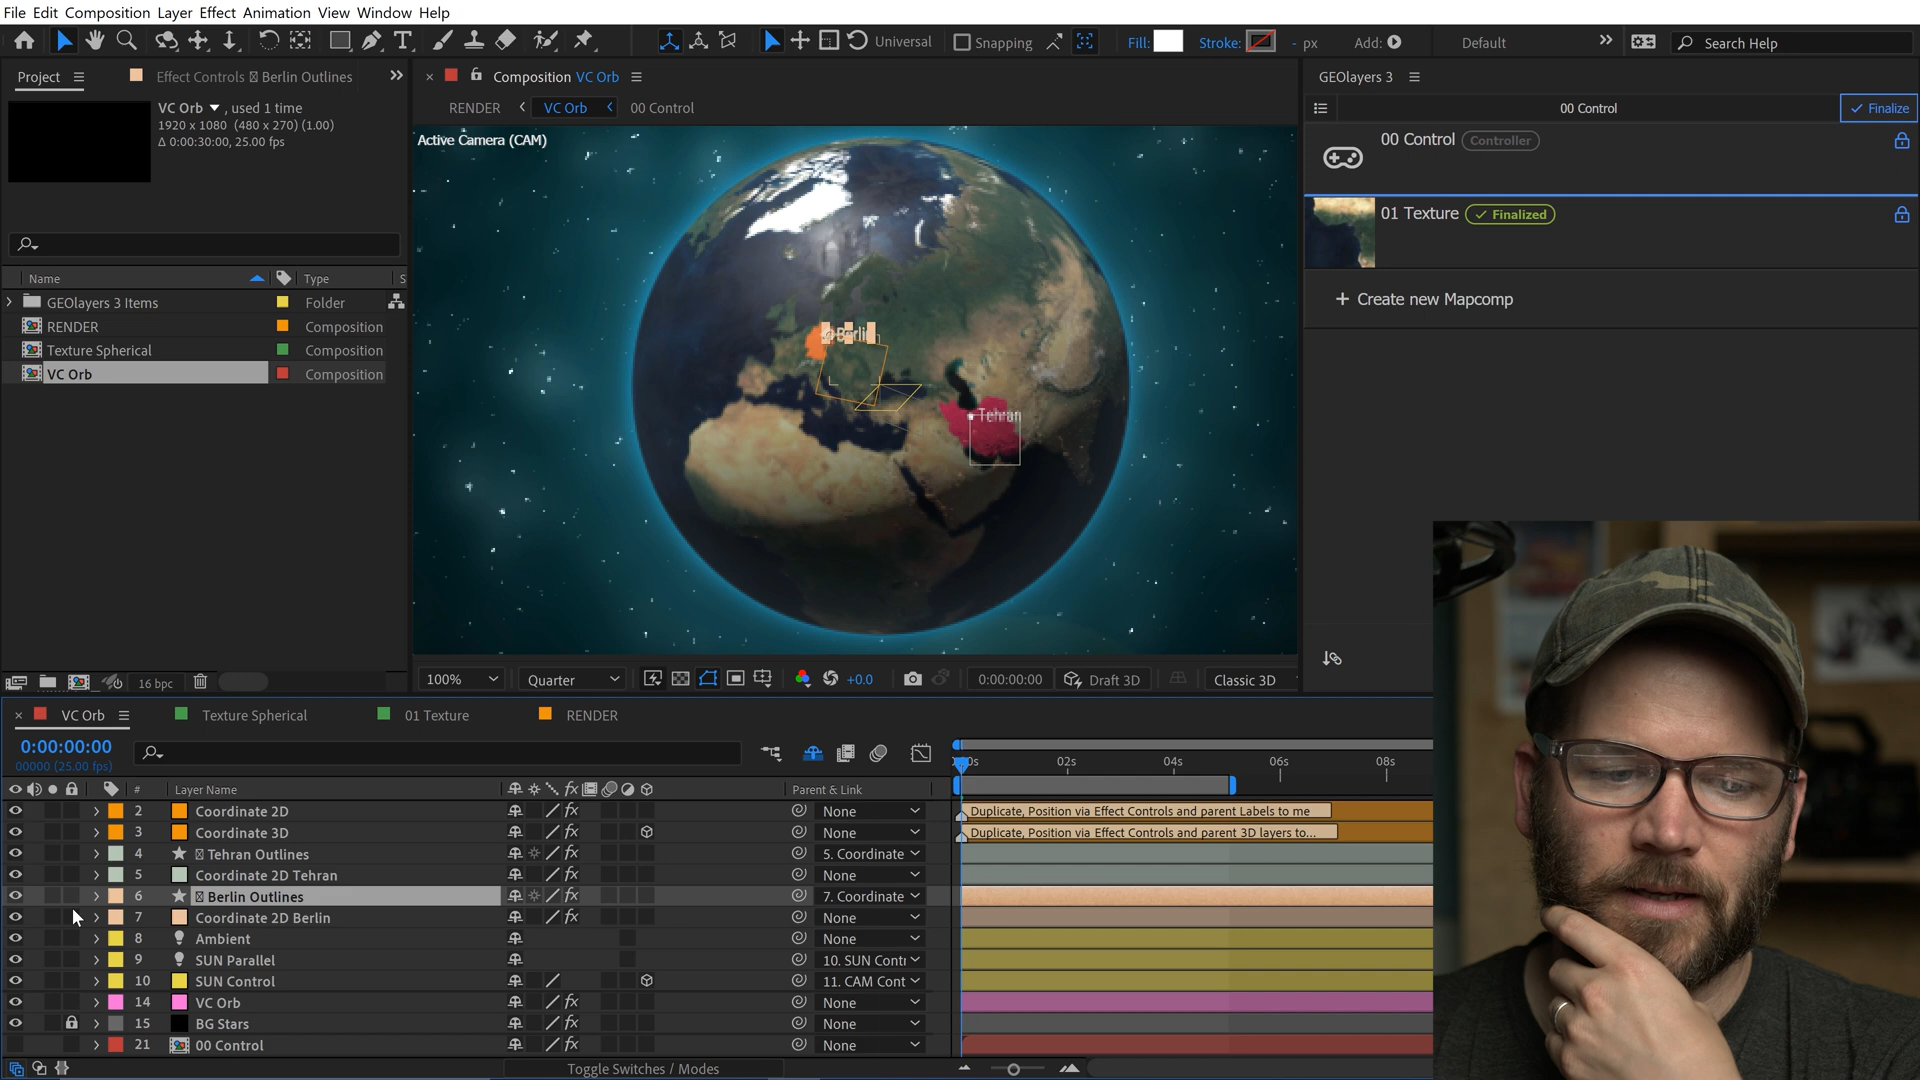 File Edit Composition Layer Effect Animation View Window Help
Universal
Snapping
Fill:
Stroke:
- px
Add:
Default
Search Help
Project
Effect Controls Berlin Outlines
Composition VC Orb
GEOlayers 3
VC Orb , used 1 time
1920 x 1080 (480 x 270) (1.00)
Δ 0:00:30:00, 25.00 fps
RENDER
VC Orb
00 Control
00 Control
Finalize
Active Camera (CAM)
00 Control Controller
01 Texture Finalized
Create new Mapcomp
Name Type S
GEOlayers 3 Items Folder
RENDER Composition
Texture Spherical Composition
VC Orb Composition
Berlin
Tehran
16 bpc
100%
Quarter
+0.0
0:00:00:00
Draft 3D
Classic 3D
VC Orb
Texture Spherical
01 Texture
RENDER
0:00:00:00
00000 (25.00 fps)
02s 04s 06s 08s
# Layer Name fx Parent & Link
2 Coordinate 2D fx None Duplicate, Position via Effect Controls and parent Labels to me
3 Coordinate 3D fx None Duplicate, Position via Effect Controls and parent 3D layers to...
4 Tehran Outlines fx 5. Coordinate
5 Coordinate 2D Tehran fx None
6 Berlin Outlines fx 7. Coordinate
7 Coordinate 2D Berlin fx None
8 Ambient None
9 SUN Parallel 10. SUN Contr
10 SUN Control 11. CAM Cont
14 VC Orb fx None
15 BG Stars fx None
21 00 Control fx None
Toggle Switches / Modes